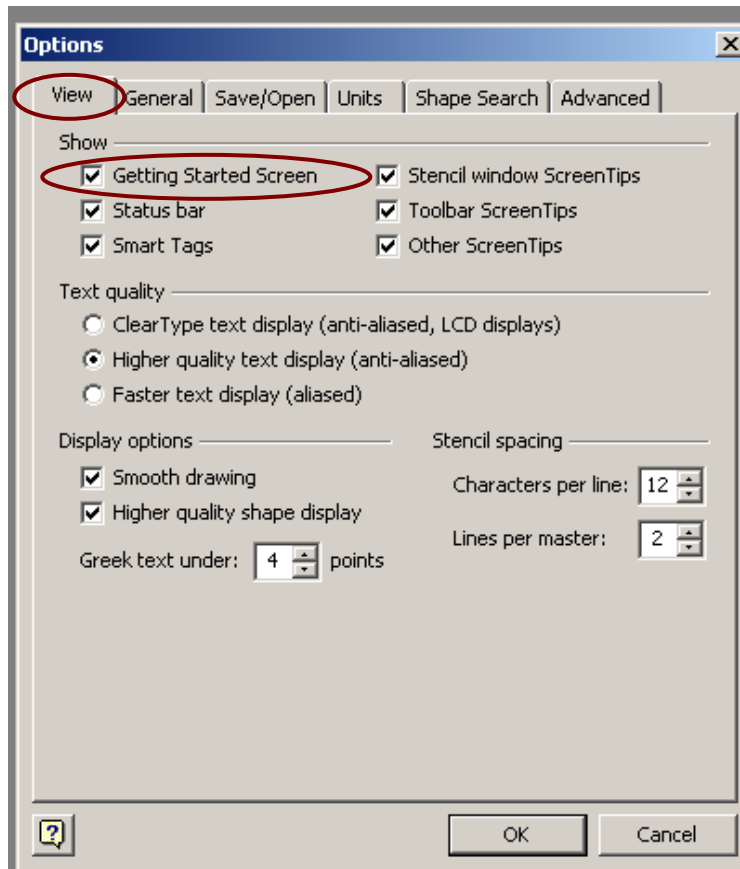 Options
View General Save/Open Units Shape Search Advanced
Show
Getting Started Screen
Stencil window ScreenTips
Status bar
Toolbar ScreenTips
Smart Tags
Other ScreenTips
Text quality
ClearType text display (anti-aliased, LCD displays)
Higher quality text display (anti-aliased)
Faster text display (aliased)
Display options
Smooth drawing
Higher quality shape display
Greek text under: 4 points
Stencil spacing
Characters per line: 12
Lines per master: 2
?
OK
Cancel